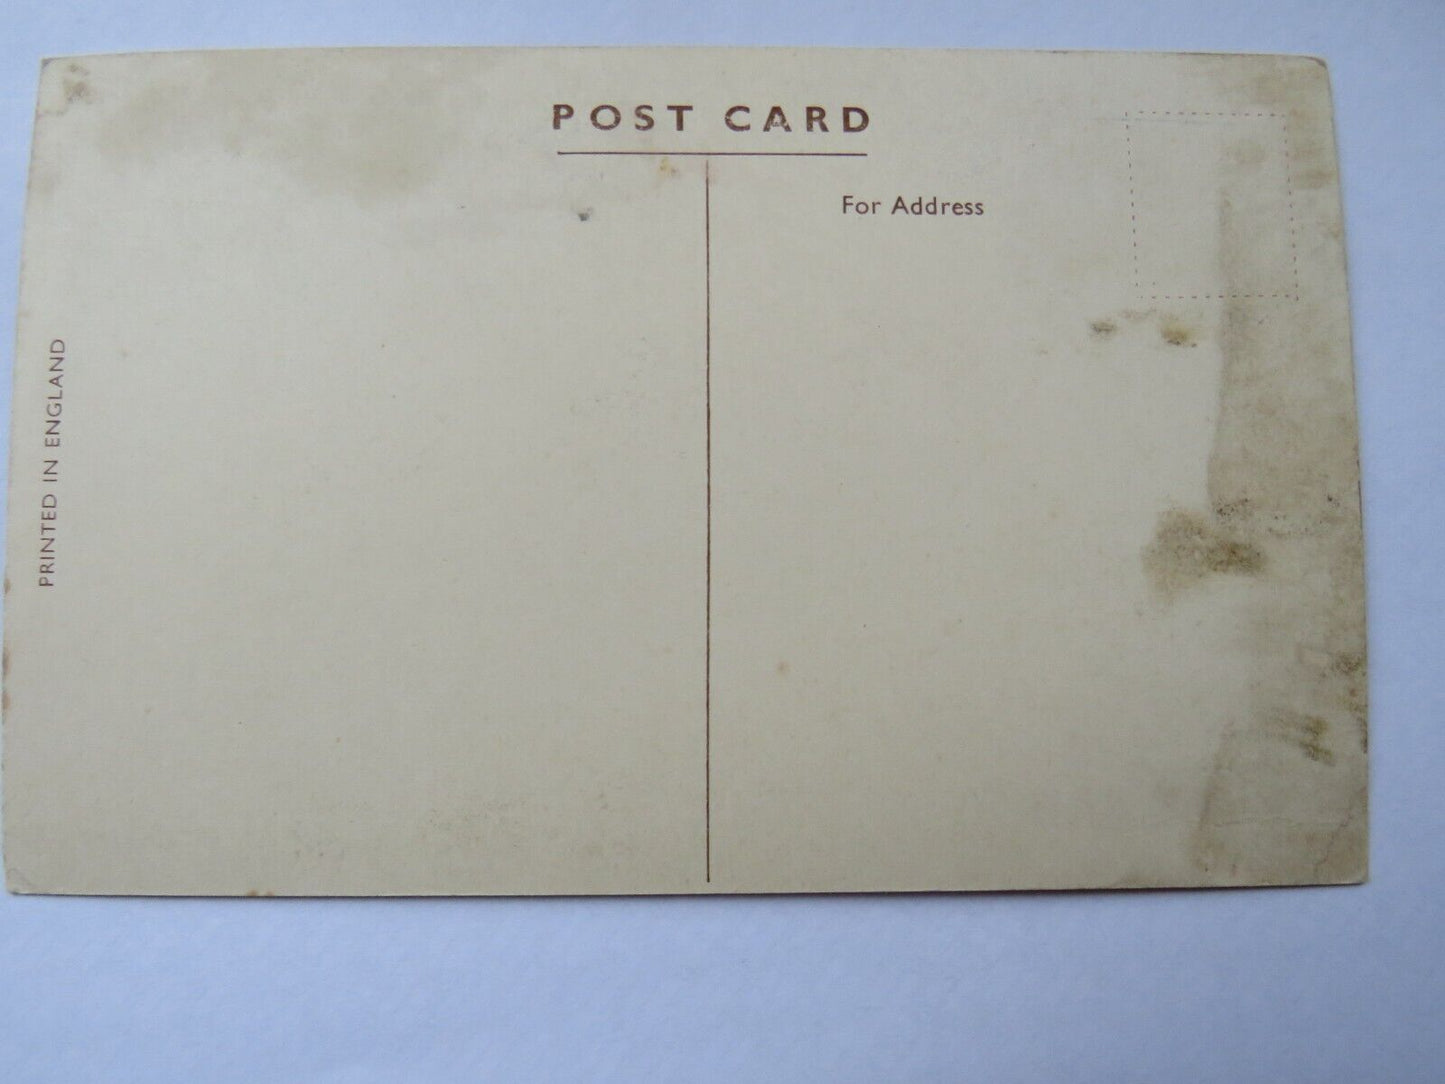 POST CARD
For Address
PRINTED IN ENGLAND